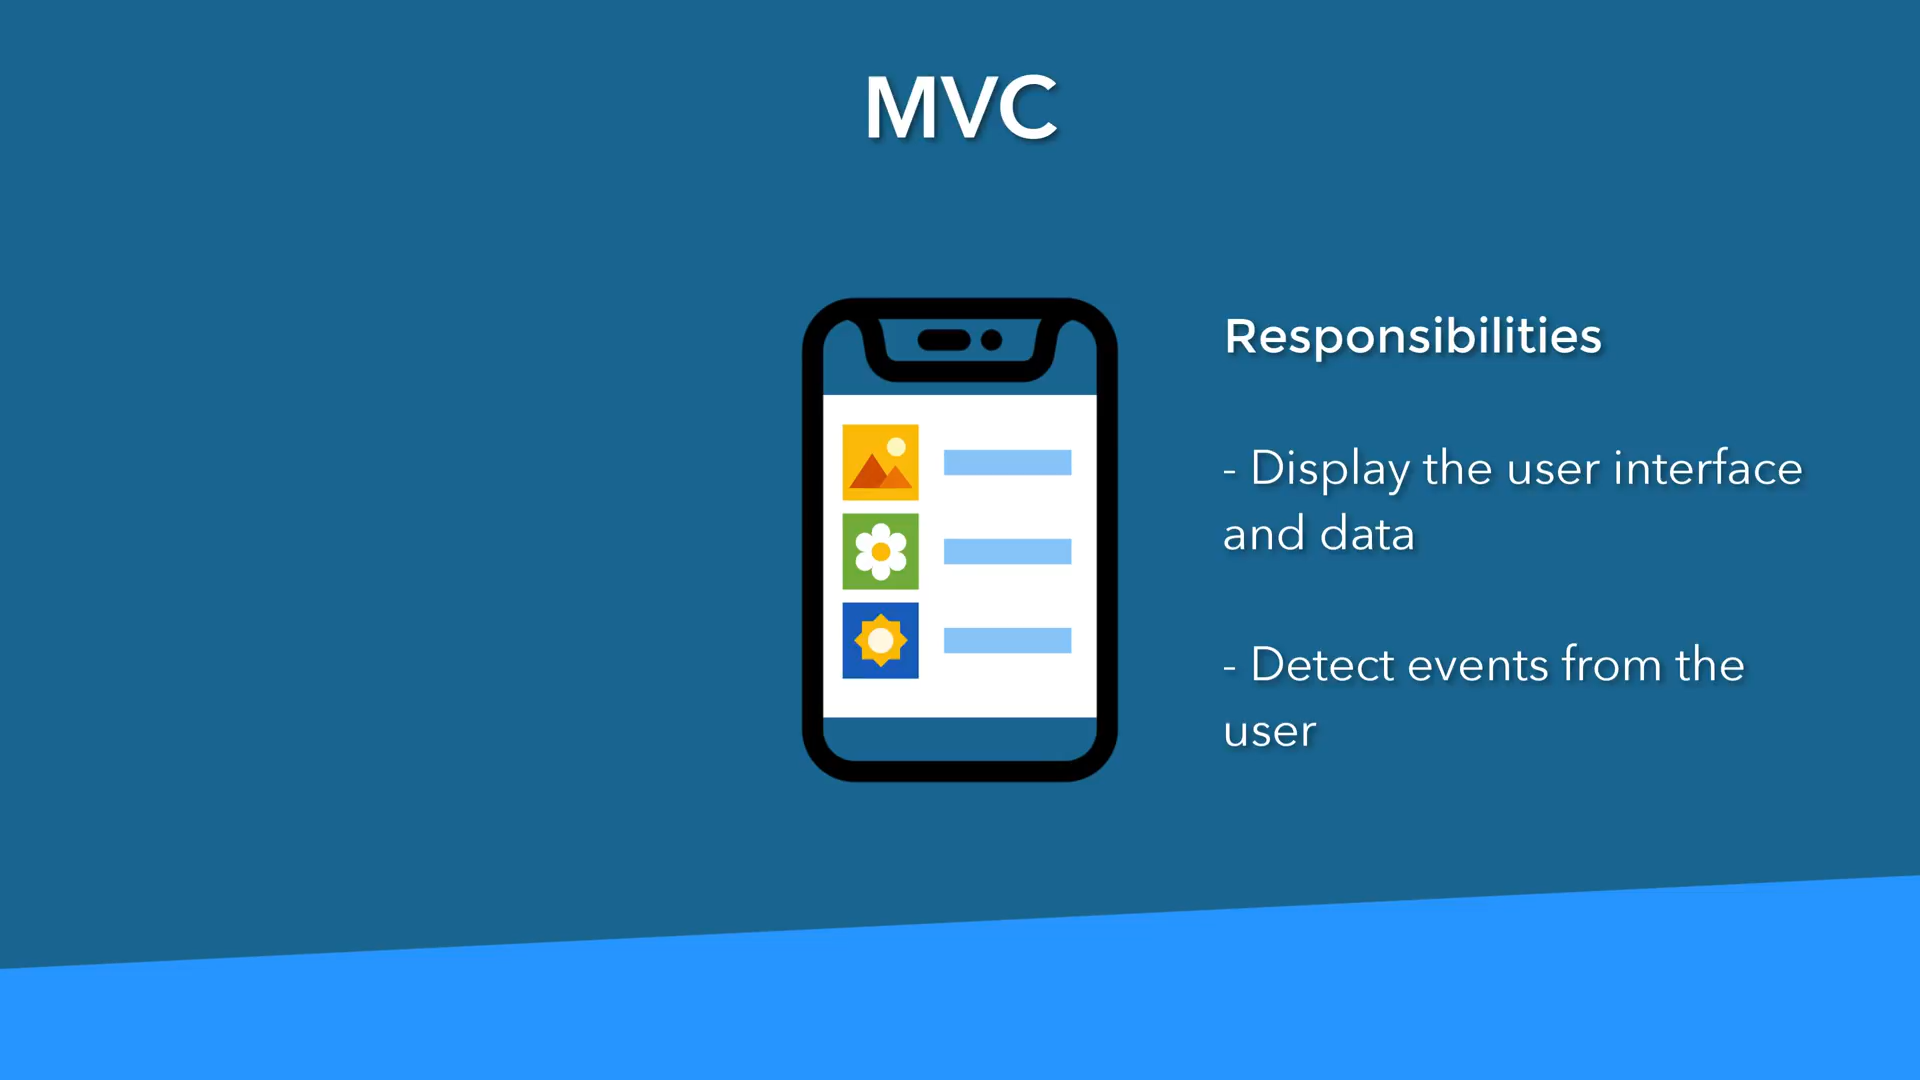 MVC
Responsibilities
- Display the user interface
and data
- Detect events from the
user